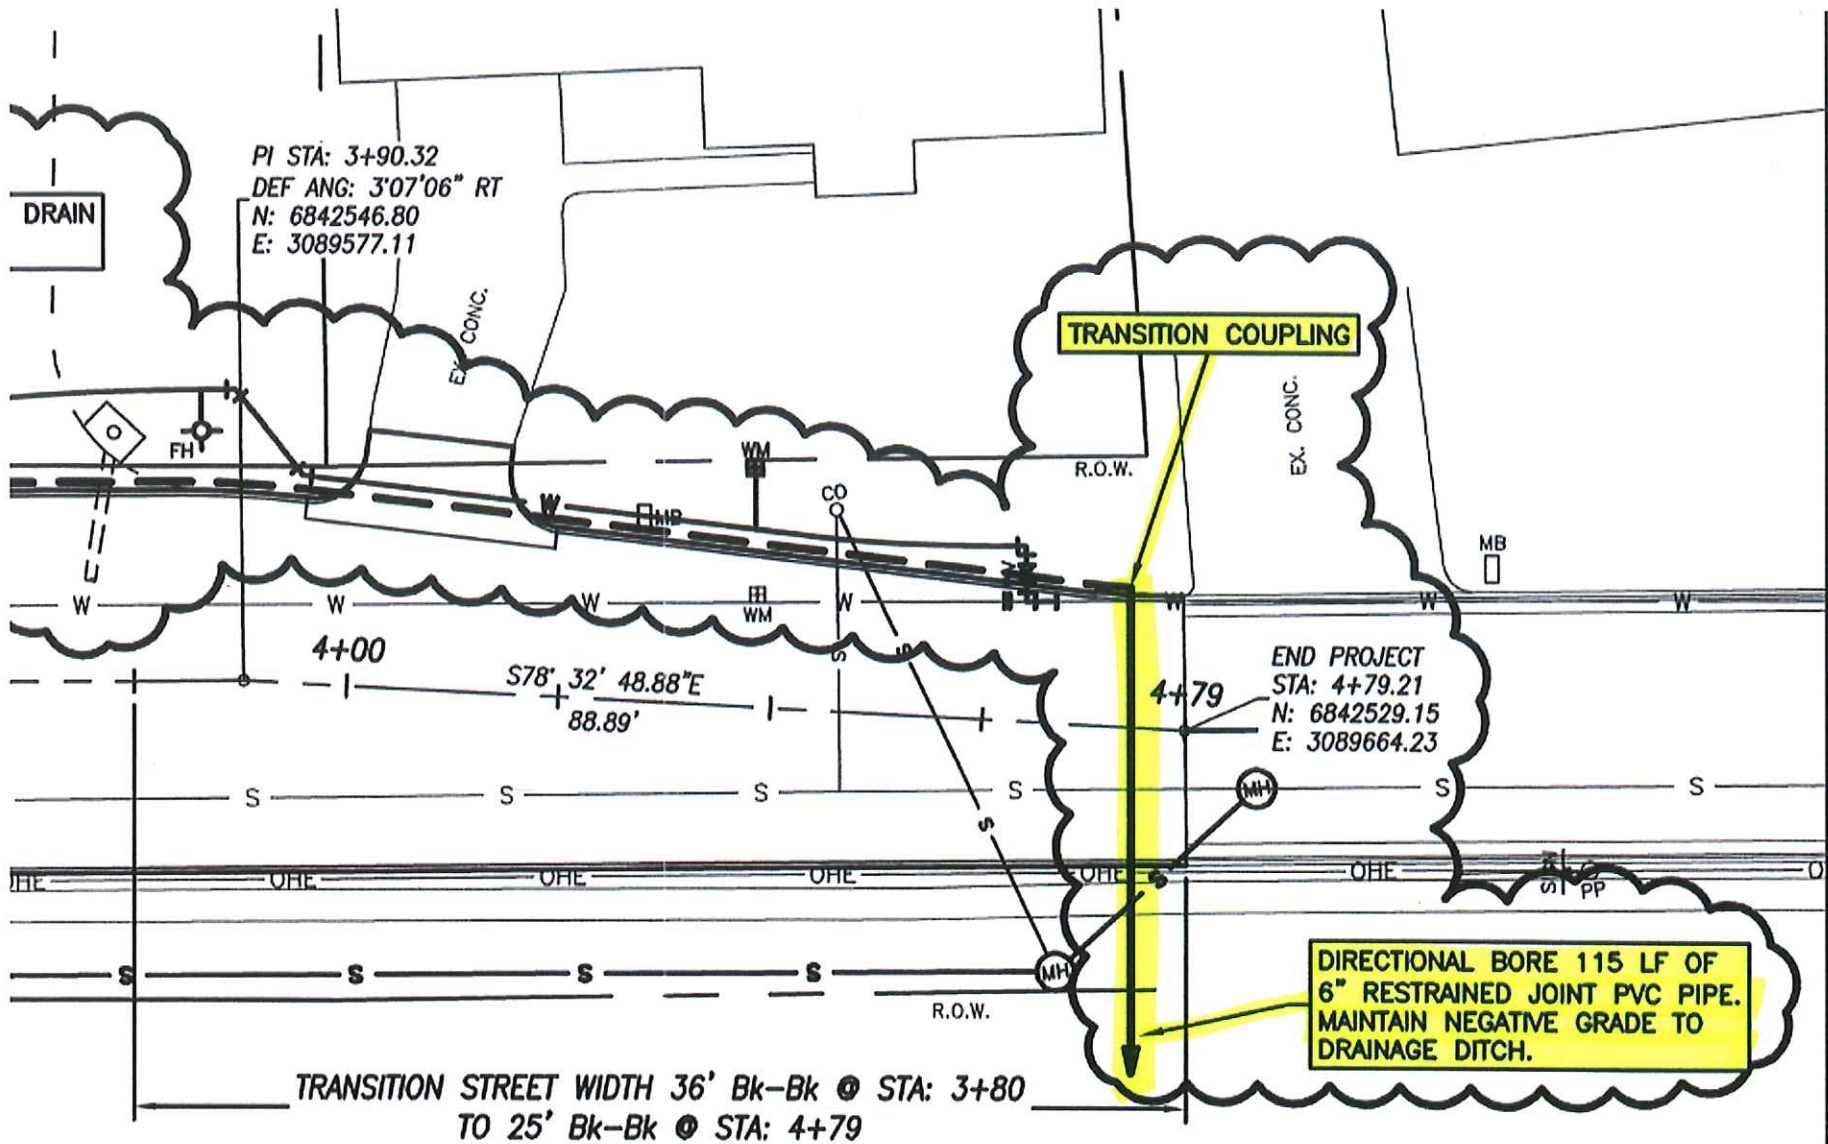 PI STA: 3+90.32
DEF ANG: 3°07'06" RT
N: 6842546.80
E: 3089577.11
DRAIN
EX. CONC.
TRANSITION COUPLING
EX. CONC.
FH
WM
R.O.W.
CO
W
MB
MB
W
W
W
WM
W
W
W
W
4+00
S78° 32' 48.88"E
88.89'
S
S
4+79
END PROJECT
STA: 4+79.21
N: 6842529.15
E: 3089664.23
S
S
S
S
MH
S
S
S
OHE
OHE
OHE
OHE
OHE
S
OHE
PP
S
S
S
S
MH
R.O.W.
DIRECTIONAL BORE 115 LF OF
6" RESTRAINED JOINT PVC PIPE.
MAINTAIN NEGATIVE GRADE TO
DRAINAGE DITCH.
TRANSITION STREET WIDTH 36' Bk-Bk @ STA: 3+80
TO 25' Bk-Bk @ STA: 4+79